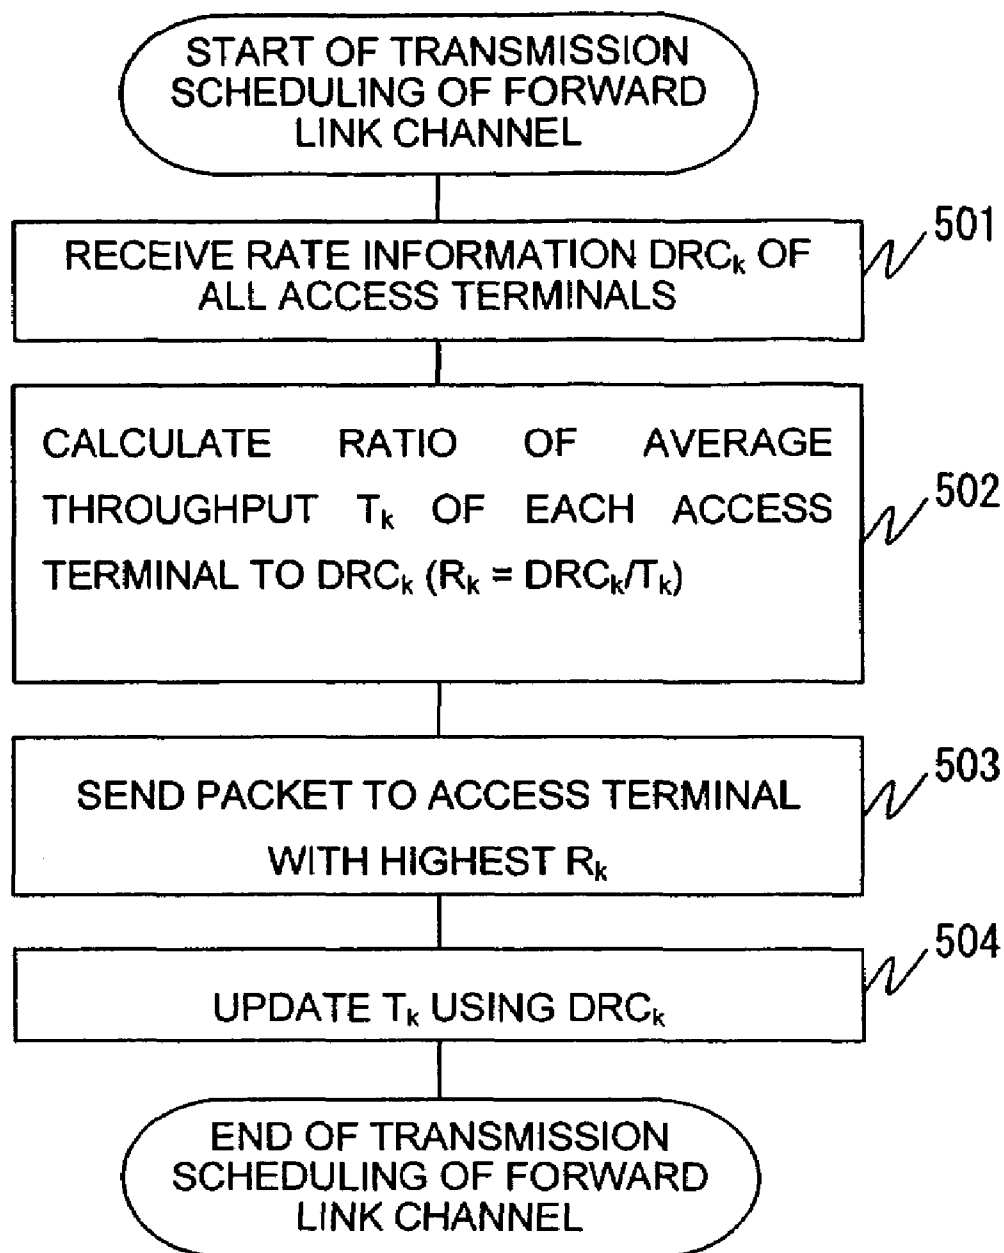 START OF TRANSMISSION
SCHEDULING OF FORWARD
LINK CHANNEL
501
RECEIVE RATE INFORMATION DRCₖ OF
ALL ACCESS TERMINALS
502
CALCULATE RATIO OF AVERAGE
THROUGHPUT Tₖ OF EACH ACCESS
TERMINAL TO DRCₖ (Rₖ = DRCₖ/Tₖ)
503
SEND PACKET TO ACCESS TERMINAL
WITH HIGHEST Rₖ
504
UPDATE Tₖ USING DRCₖ
END OF TRANSMISSION
SCHEDULING OF FORWARD
LINK CHANNEL